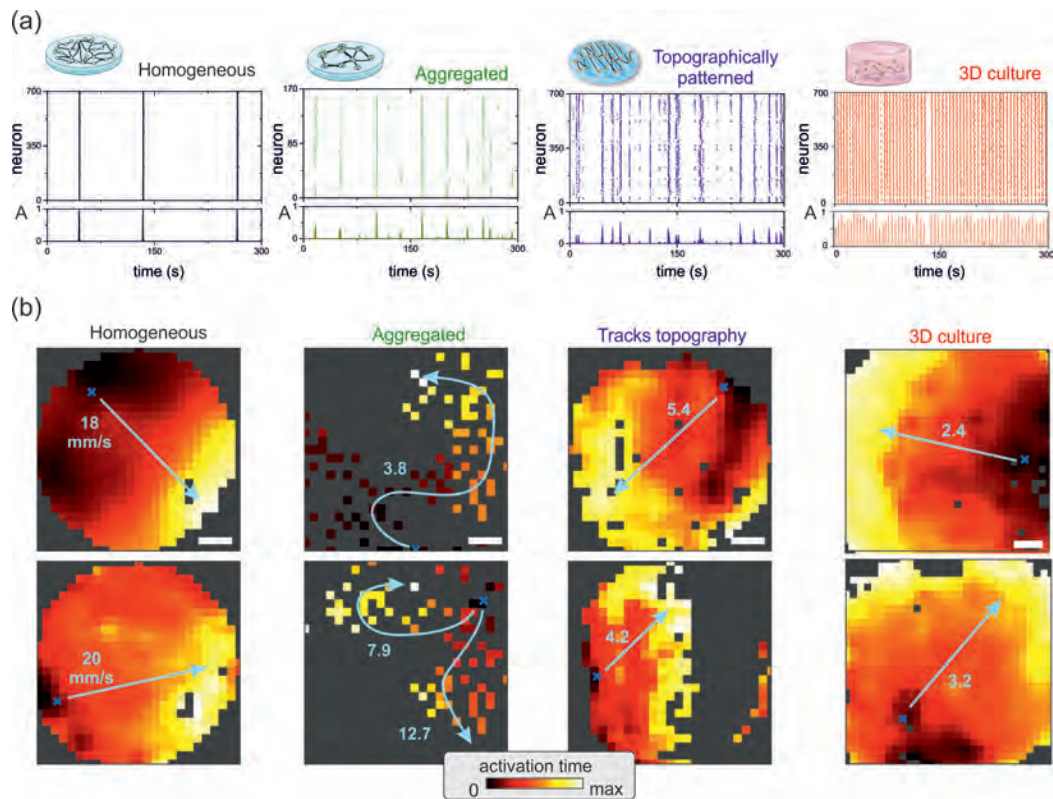 (a)
Homogeneous
Aggregated
Topographically
patterned
3D culture
neuron
700
350
0
A
1
0
0
150
300
time (s)
neuron
170
85
0
A
1
0
0
150
300
time (s)
neuron
700
350
0
A
1
0
0
150
300
time (s)
neuron
700
350
0
A
1
0
0
150
300
time (s)
(b)
Homogeneous
Aggregated
Tracks topography
3D culture
18
mm/s
3.8
5.4
2.4
20
mm/s
7.9
12.7
4.2
3.2
activation time
0
max